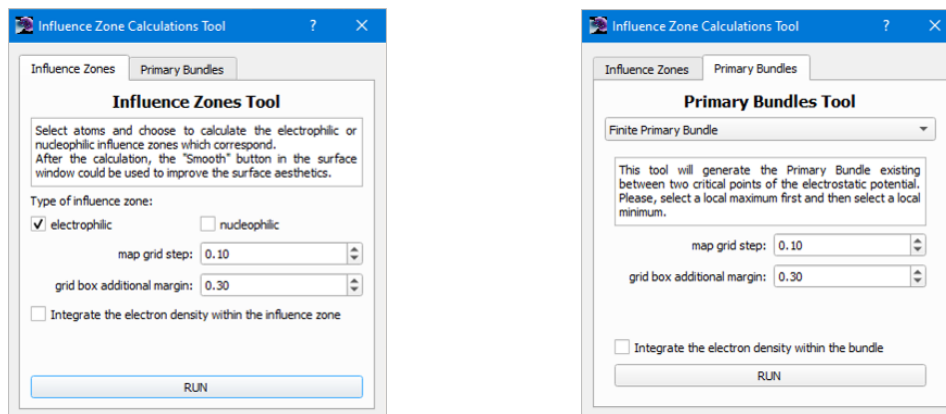 Influence Zone Calculations Tool ? ×
Influence Zones Primary Bundles
Influence Zones Tool
Select atoms and choose to calculate the electrophilic or
nucleophilic influence zones which correspond.
After the calculation, the "Smooth" button in the surface
window could be used to improve the surface aesthetics.
Type of influence zone:
electrophilic nucleophilic
map grid step: 0.10
grid box additional margin: 0.30
Integrate the electron density within the influence zone
RUN
Influence Zone Calculations Tool ? ×
Influence Zones Primary Bundles
Primary Bundles Tool
Finite Primary Bundle
This tool will generate the Primary Bundle existing
between two critical points of the electrostatic potential.
Please, select a local maximum first and then select a local
minimum.
map grid step: 0.10
grid box additional margin: 0.30
Integrate the electron density within the bundle
RUN